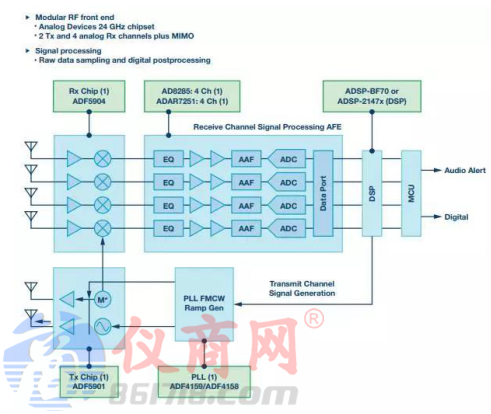 Modular RF front end
• Analog Devices 24 GHz chipset
• 2 Tx and 4 analog Rx channels plus MIMO
Signal processing
• Raw data sampling and digital postprocessing
Rx Chip (1)
ADF5904
AD8285: 4 Ch (1)
ADAR7251: 4 Ch (1)
ADSP-BF70 or
ADSP-2147x (DSP)
Receive Channel Signal Processing AFE
EQ AAF ADC
EQ AAF ADC
EQ AAF ADC
EQ AAF ADC
Data Port
DSP
MCU
Audio Alert
Digital
M*
PLL FMCW
Ramp Gen
Transmit Channel
Signal Generation
Tx Chip (1)
ADF5901
PLL (1)
ADF4159/ADF4158
仪商网®
861718.com